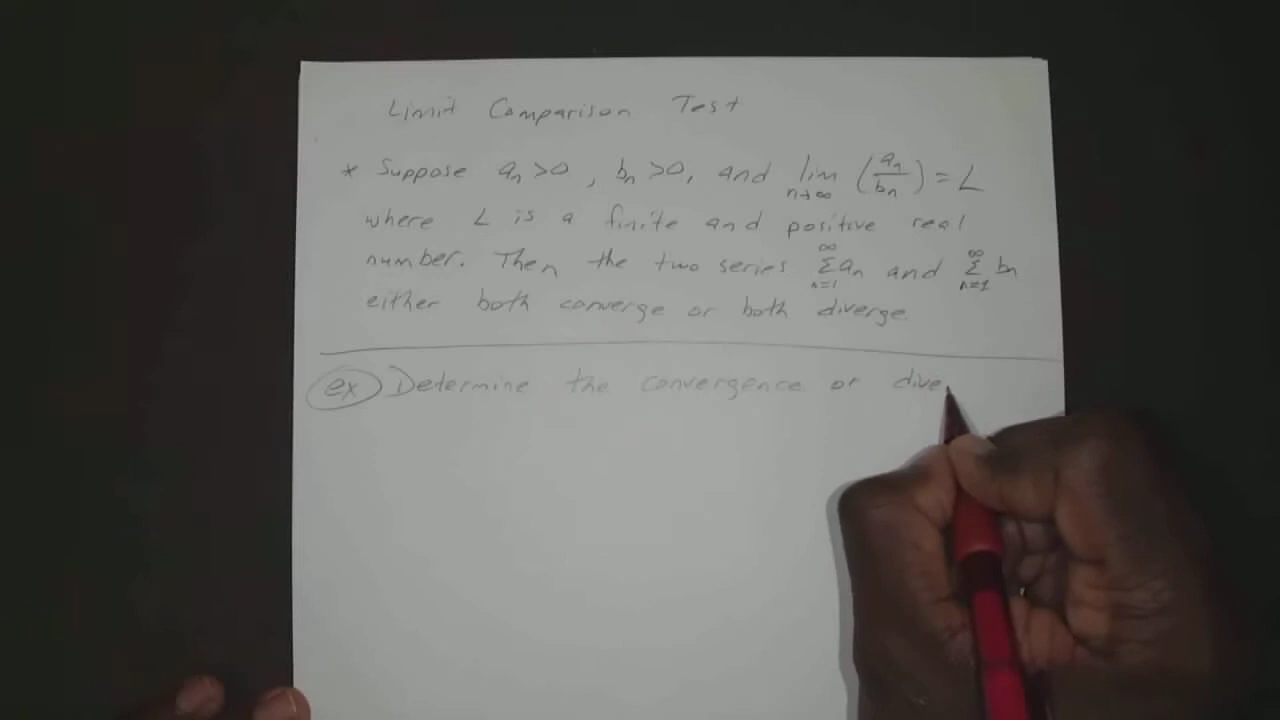 Limit Comparison Test
* Suppose aₙ >0 , bₙ >0, and lim n→∞ (aₙ/bₙ) = L
where L is a finite and positive real
number. Then the two series ∞ Σ n=1 aₙ and ∞ Σ n=1 bₙ
either both converge or both diverge.
ex Determine the convergence or dive